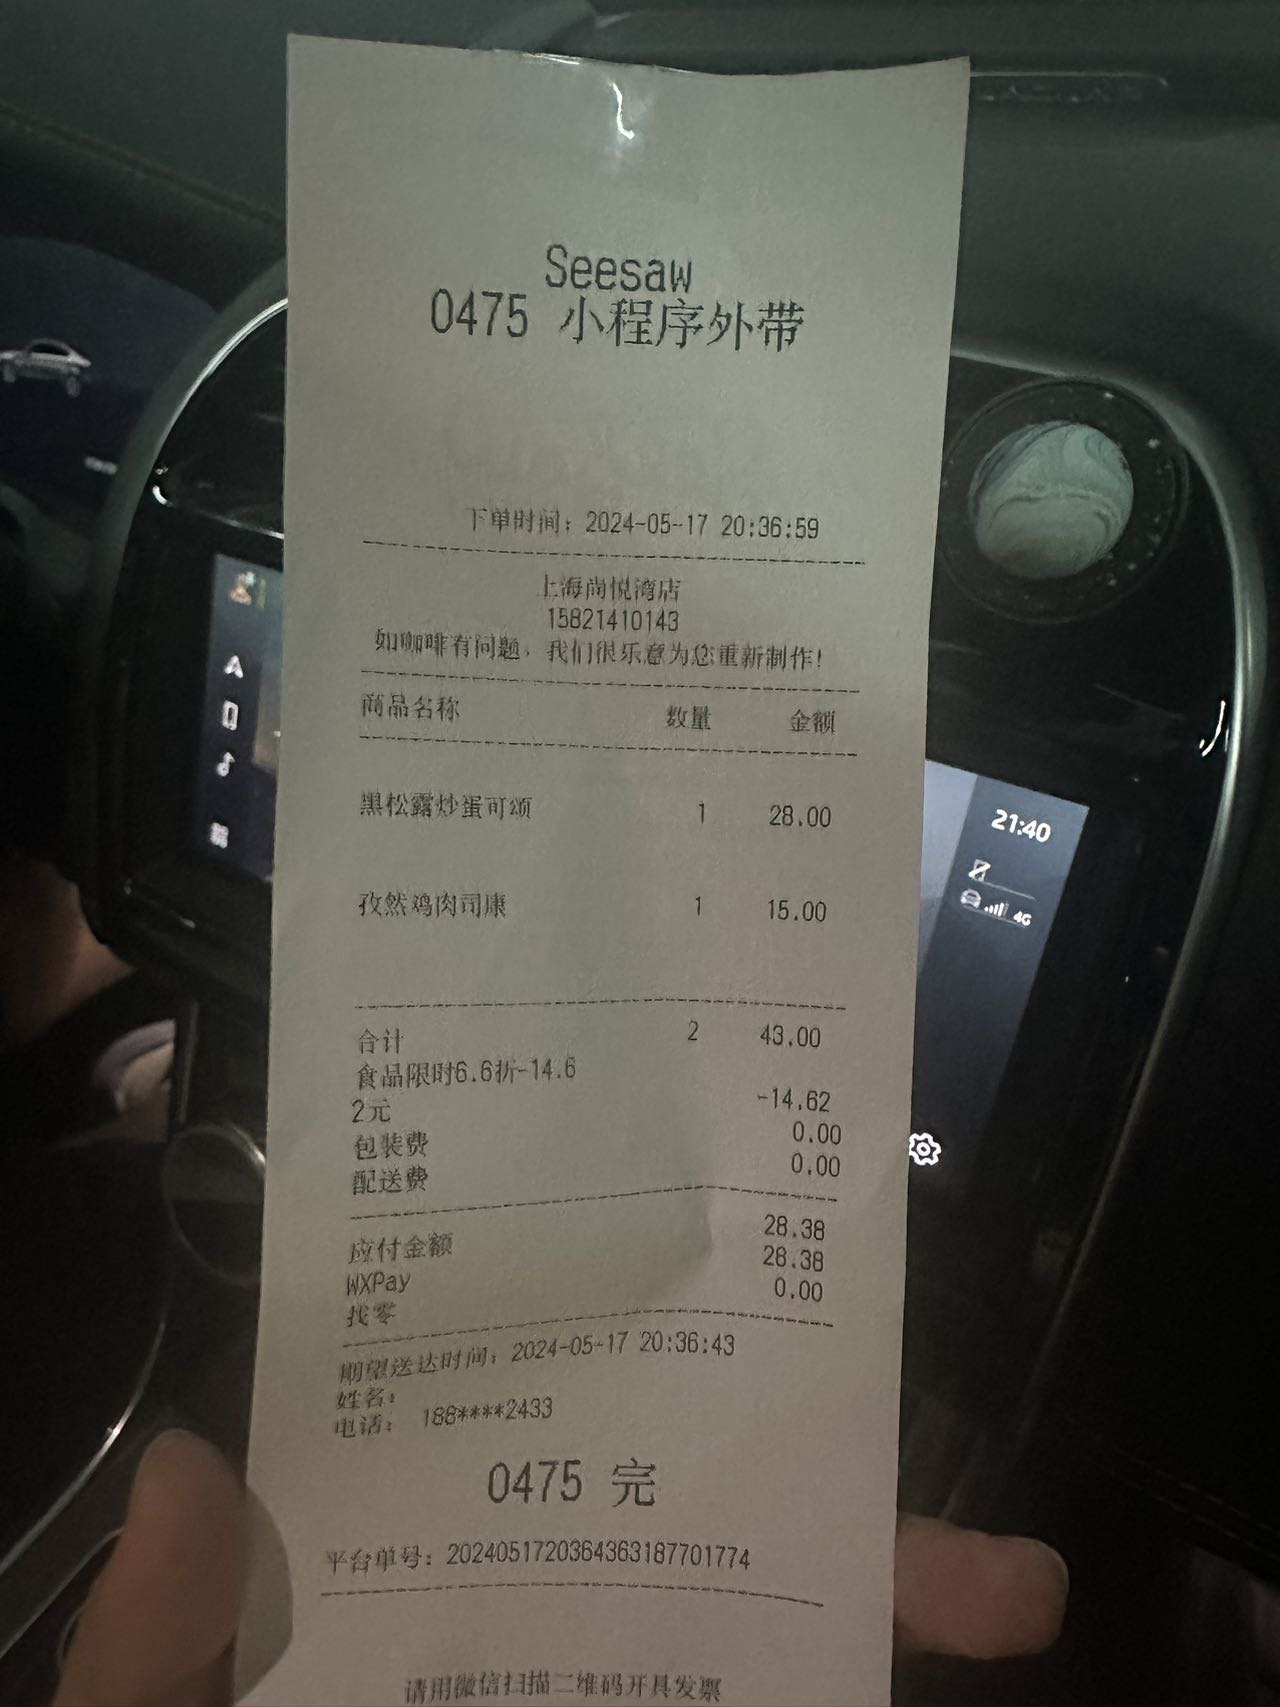 Seesaw
0475 小程序外带
下单时间：2024-05-17 20:36:59
上海尚悦湾店
15821410143
如咖啡有问题，我们很乐意为您重新制作！
商品名称 数量 金额
黑松露炒蛋可颂 1 28.00
孜然鸡肉司康 1 15.00
合计 2 43.00
食品限时6.6折-14.6
2元 -14.62
包装费 0.00
配送费 0.00
应付金额 28.38
WXPay 28.38
找零 0.00
期望送达时间：2024-05-17 20:36:43
姓名：
电话： 188****2433
0475 完
平台单号：2024051720364363187701774
请用微信扫描二维码开具发票
A
21:40
4G